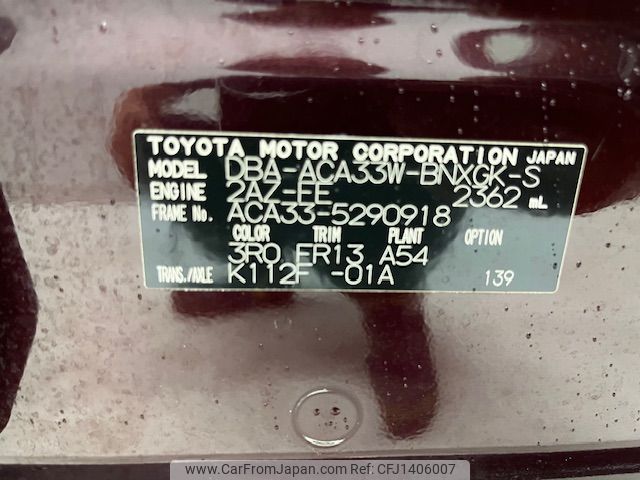 TOYOTA MOTOR CORPORATION JAPAN
MODEL DBA-ACA33W-BNXGK-S
ENGINE 2AZ-FE 2362 mL
FRAME No. ACA33-5290918
COLOR TRIM PLANT OPTION
3R0 FR13 A54
TRANS./AXLE K112F -01A 139
www.CarFromJapan.com - CFJ1406007